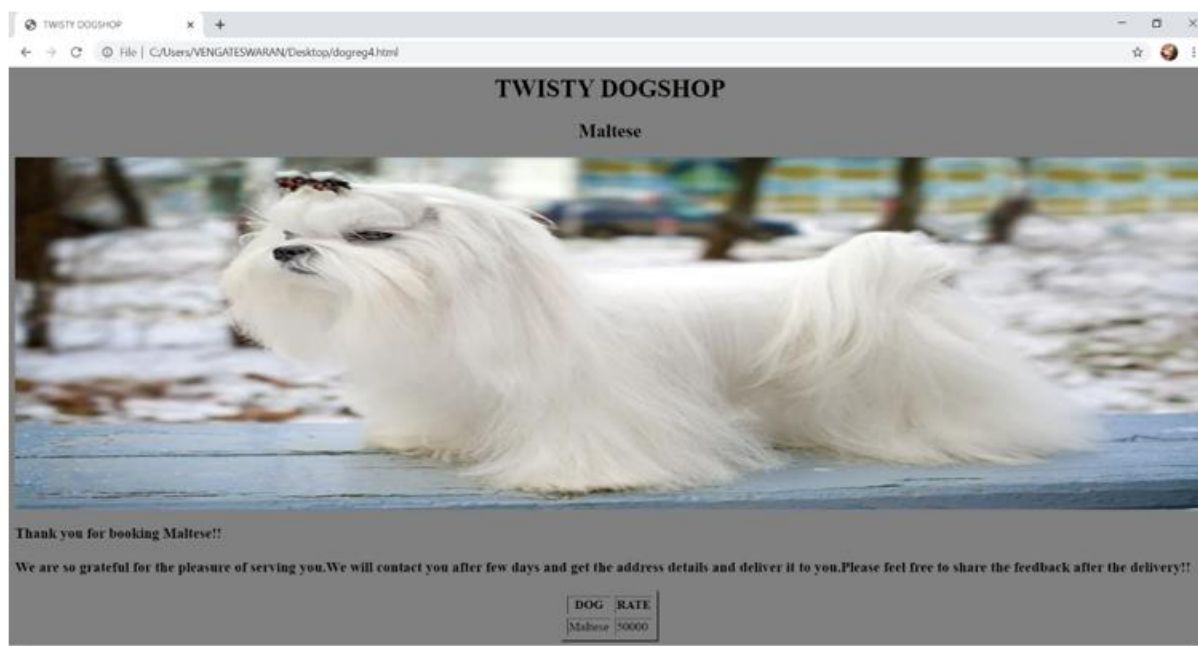 TWISTY DOGSHOP
File | C:/Users/VENGATESWARAN/Desktop/dogreg4.html
TWISTY DOGSHOP
Maltese
Thank you for booking Maltese!!
We are so grateful for the pleasure of serving you.We will contact you after few days and get the address details and deliver it to you.Please feel free to share the feedback after the delivery!!
DOG RATE
Maltese 50000